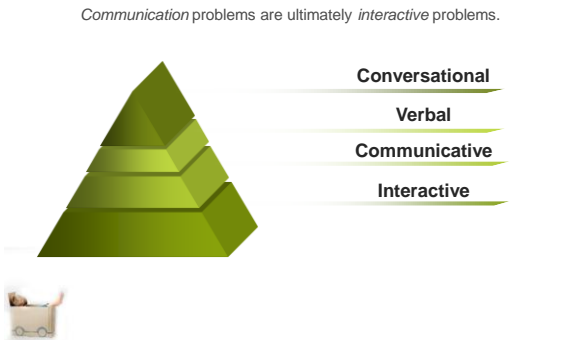 Communication problems are ultimately interactive problems.
Conversational
Verbal
Communicative
Interactive